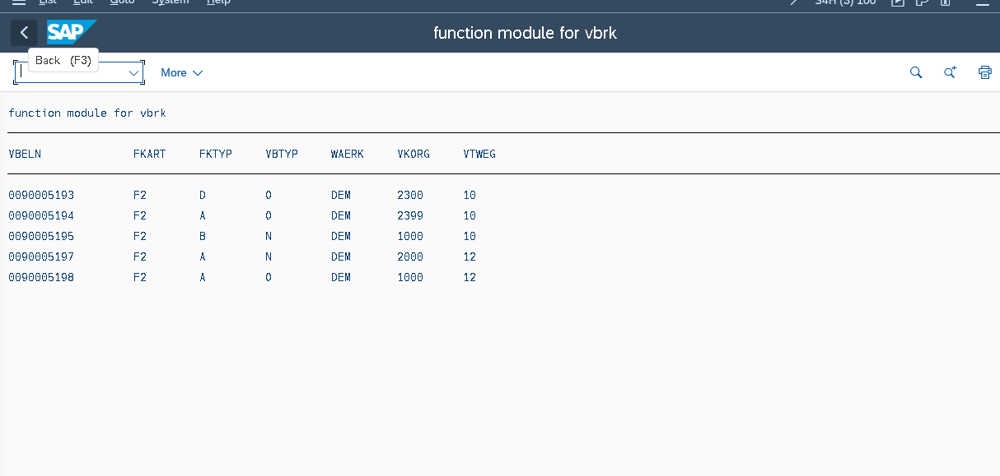 List Edit Goto System Help S4H (3) 100
SAP function module for vbrk
Back (F3)
More
function module for vbrk
VBELN FKART FKTYP VBTYP WAERK VKORG VTWEG
0090005193 F2 D O DEM 2300 10
0090005194 F2 A O DEM 2399 10
0090005195 F2 B N DEM 1000 10
0090005197 F2 A N DEM 2000 12
0090005198 F2 A O DEM 1000 12